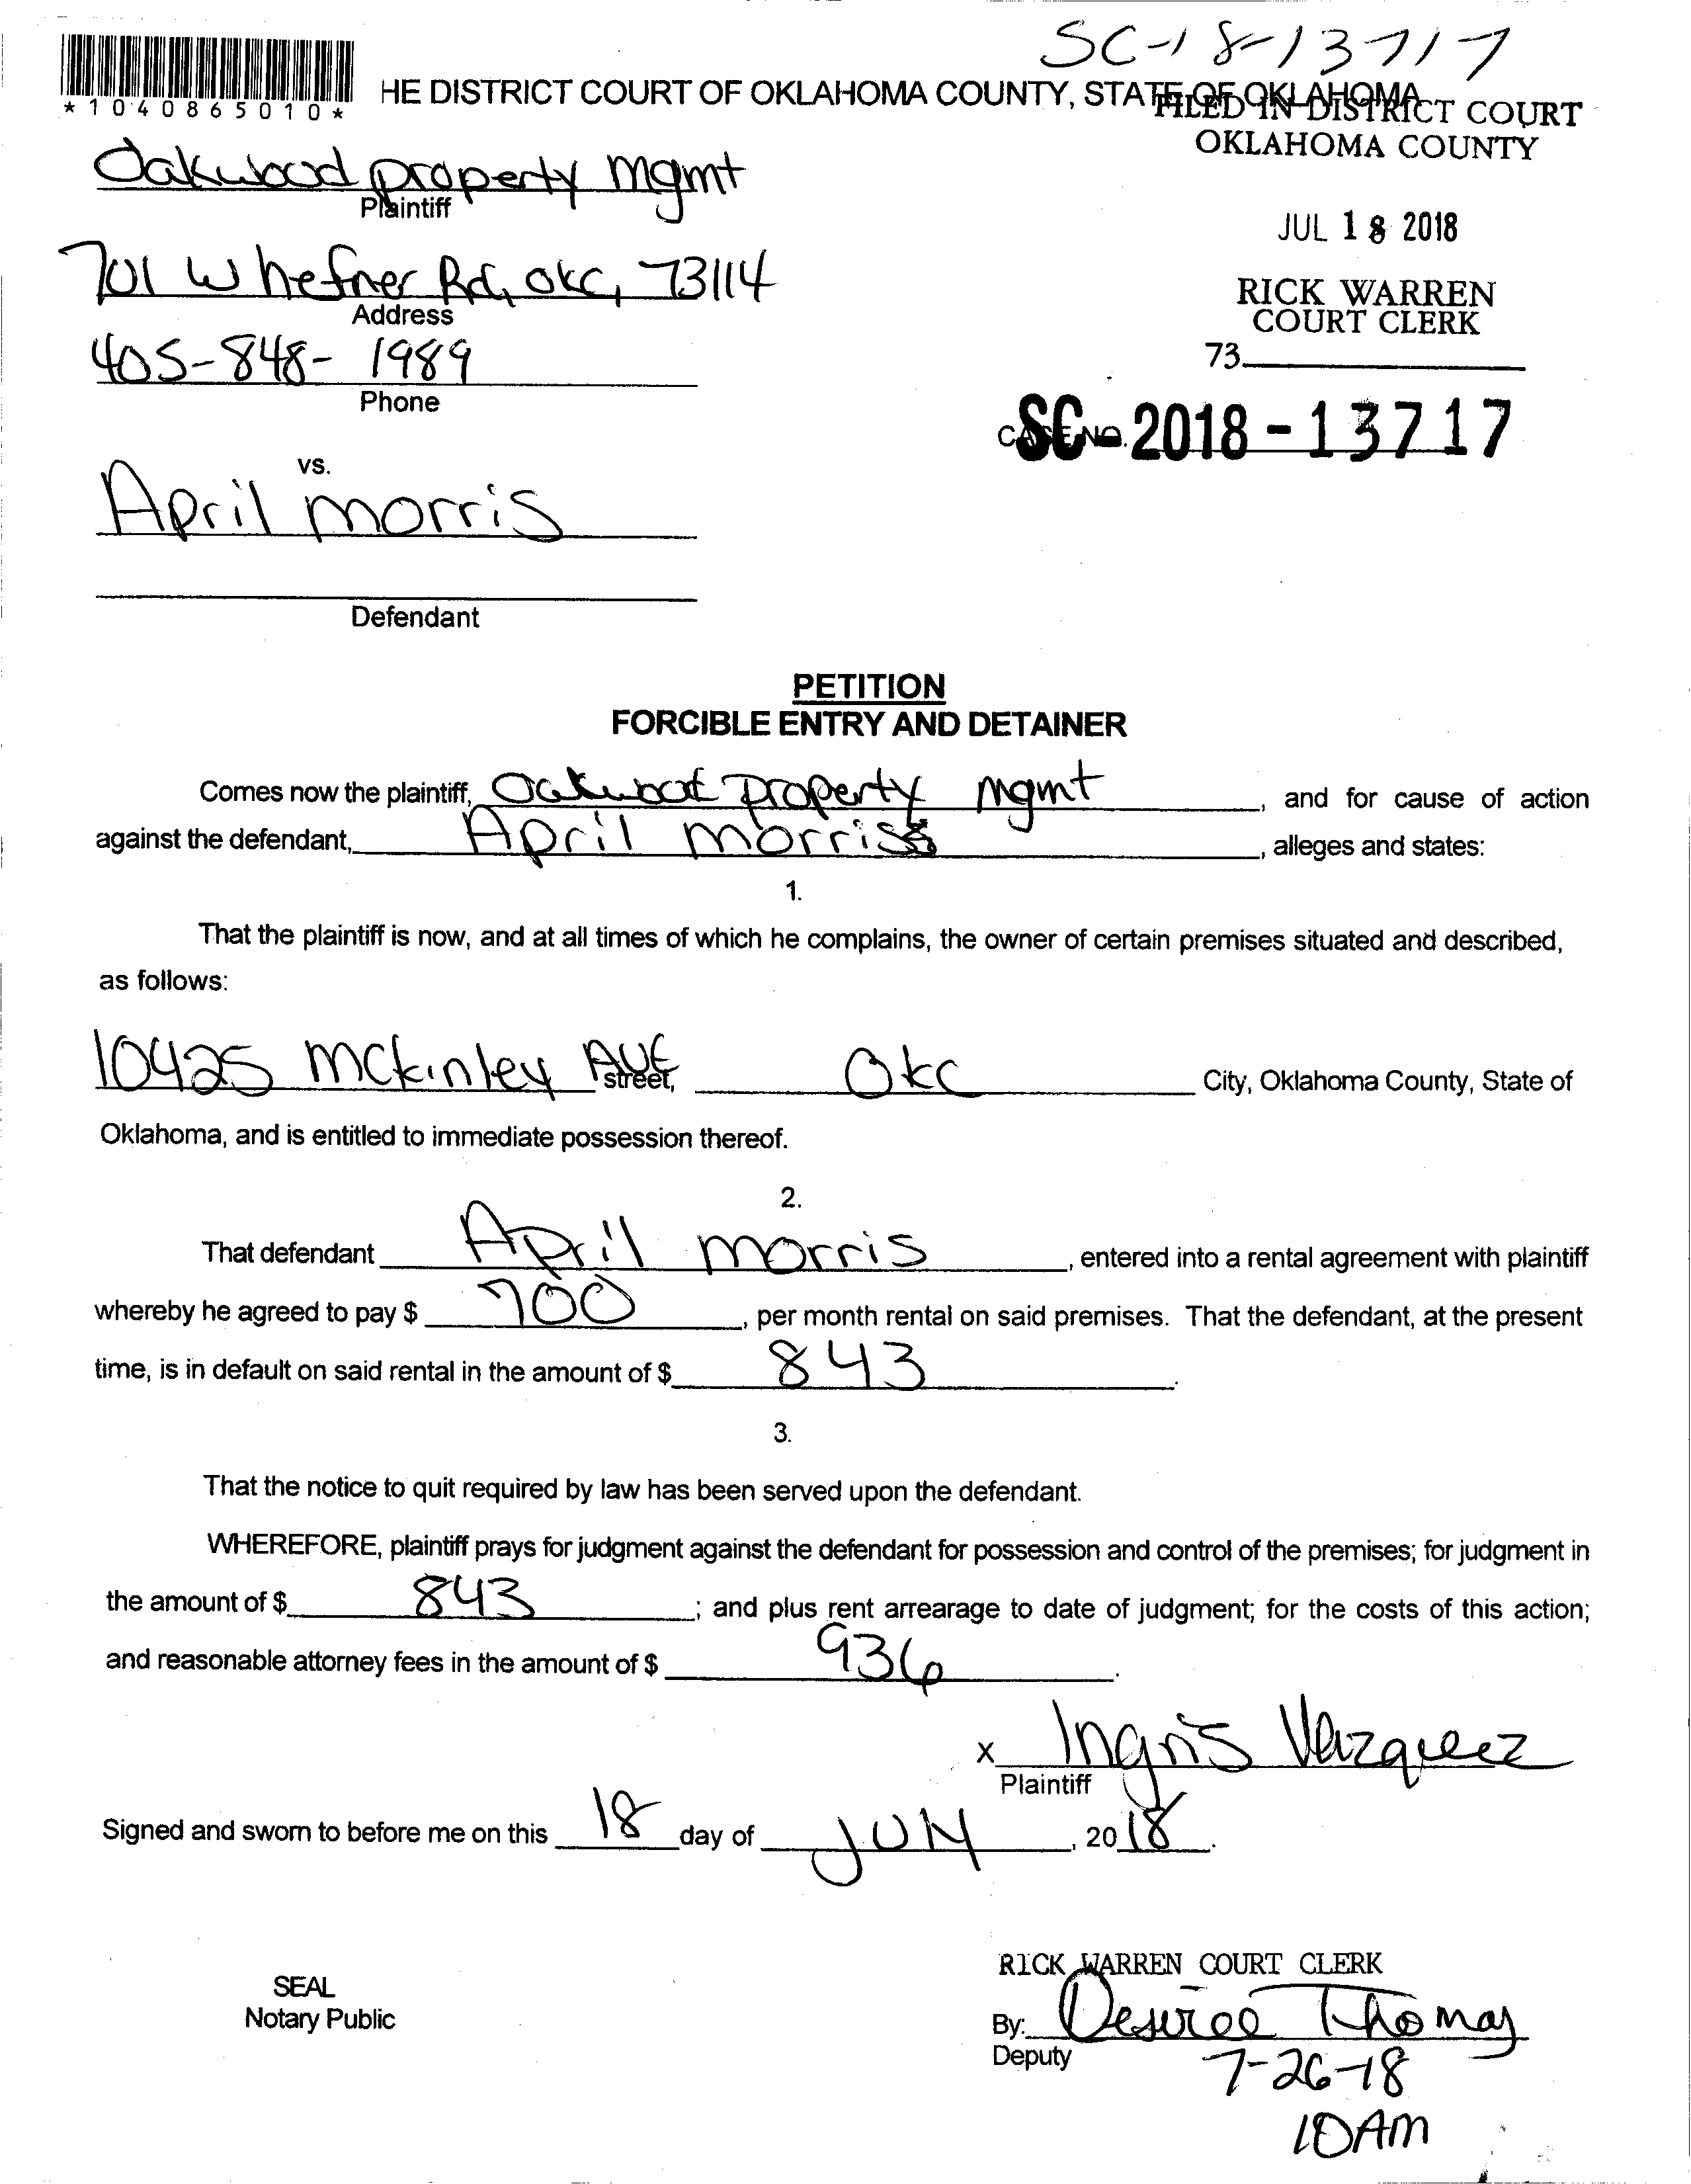 SC-18-13717
*1040865010*
HE DISTRICT COURT OF OKLAHOMA COUNTY, STATE OF OKLAHOMA
FILED IN DISTRICT COURT
OKLAHOMA COUNTY
Oakwood property mgmt
Plaintiff
JUL 18 2018
701 W hefner Rd, okc, 73114
Address
RICK WARREN
COURT CLERK
405-848-1989
Phone
73
CASE NO.
SC-2018-13717
vs.
April morris
Defendant
PETITION
FORCIBLE ENTRY AND DETAINER
Comes now the plaintiff, Oakwood property mgmt, and for cause of action
against the defendant, April morris, alleges and states:
1.
That the plaintiff is now, and at all times of which he complains, the owner of certain premises situated and described,
as follows:
10425 Mckinley Ave street, Okc City, Oklahoma County, State of
Oklahoma, and is entitled to immediate possession thereof.
2.
That defendant April morris, entered into a rental agreement with plaintiff
whereby he agreed to pay $ 700, per month rental on said premises. That the defendant, at the present
time, is in default on said rental in the amount of $ 843.
3.
That the notice to quit required by law has been served upon the defendant.
WHEREFORE, plaintiff prays for judgment against the defendant for possession and control of the premises; for judgment in
the amount of $ 843; and plus rent arrearage to date of judgment; for the costs of this action;
and reasonable attorney fees in the amount of $ 936.
x Ingris Vazquez
Plaintiff
Signed and sworn to before me on this 18 day of July, 2018.
RICK WARREN COURT CLERK
SEAL
Notary Public
By: Desiree Thomas
Deputy
7-26-18
10AM